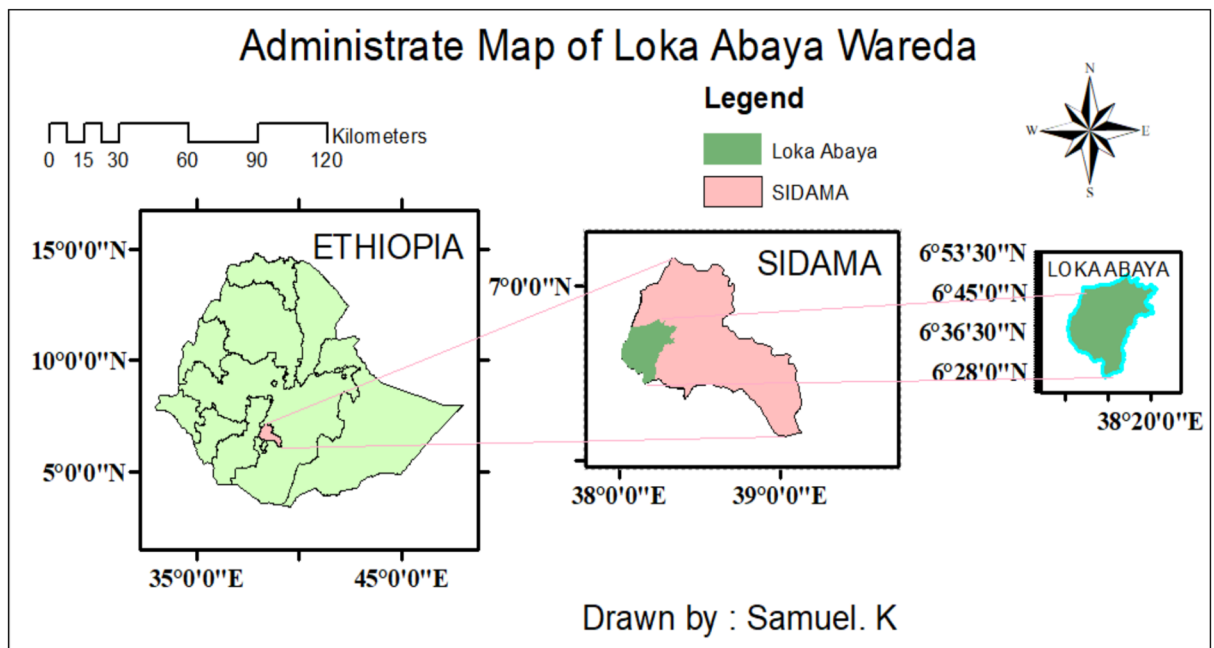 Administrate Map of Loka Abaya Wareda
Legend
Loka Abaya
SIDAMA
Kilometers
0 15 30 60 90 120
N
W E
S
ETHIOPIA
15°0'0"N
10°0'0"N
5°0'0"N
35°0'0"E 45°0'0"E
SIDAMA
7°0'0"N
38°0'0"E 39°0'0"E
LOKA ABAYA
6°53'30"N
6°45'0"N
6°36'30"N
6°28'0"N
38°20'0"E
Drawn by : Samuel. K